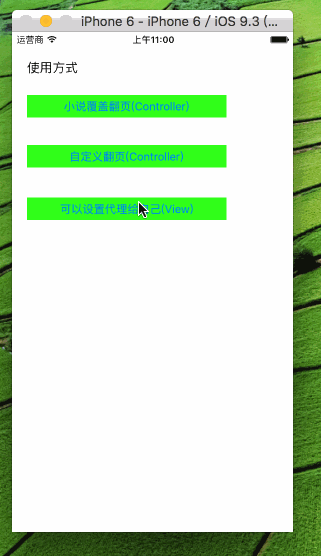 iPhone 6 - iPhone 6 / iOS 9.3 (...
运营商 上午11:00
使用方式
小说覆盖翻页(Controller)
自定义翻页(Controller)
可以设置代理给自己(View)